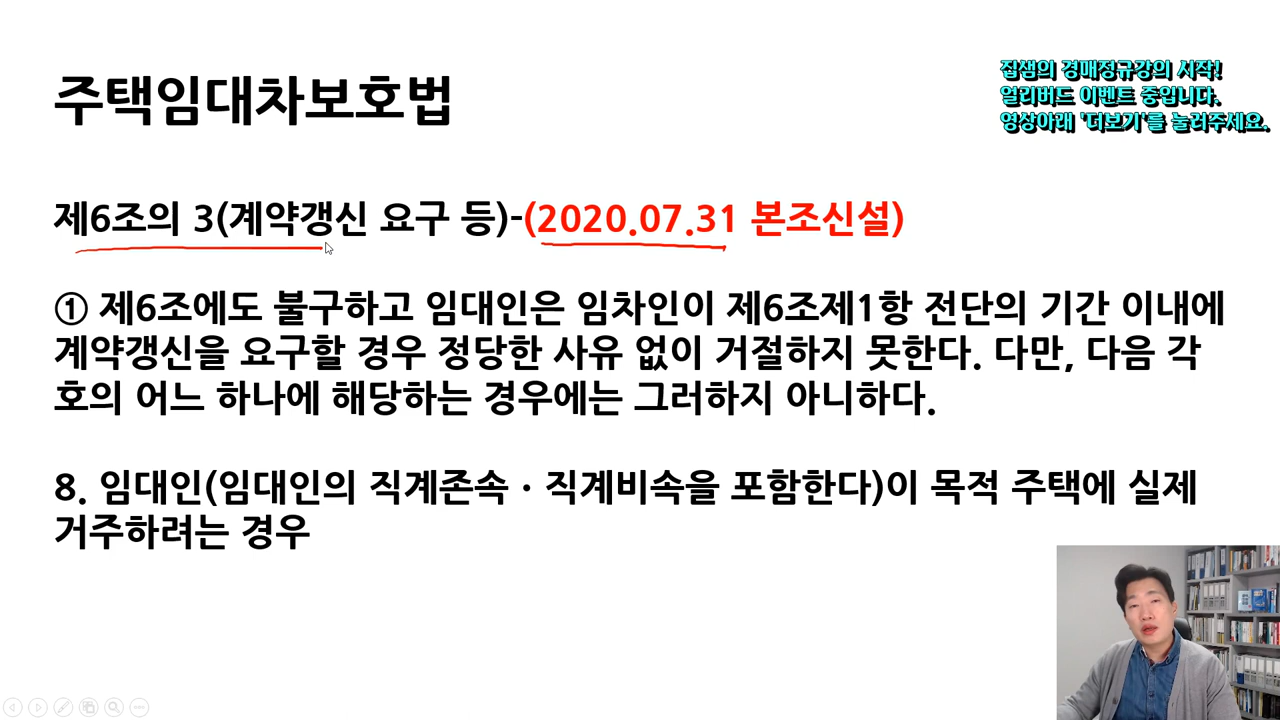 주택임대차보호법
집샘의 경매정규강의 시작!
얼리버드 이벤트 중입니다.
영상아래 '더보기'를 눌러주세요.
제6조의 3(계약갱신 요구 등)-(2020.07.31 본조신설)
① 제6조에도 불구하고 임대인은 임차인이 제6조제1항 전단의 기간 이내에
계약갱신을 요구할 경우 정당한 사유 없이 거절하지 못한다. 다만, 다음 각
호의 어느 하나에 해당하는 경우에는 그러하지 아니하다.
8. 임대인(임대인의 직계존속 · 직계비속을 포함한다)이 목적 주택에 실제
거주하려는 경우